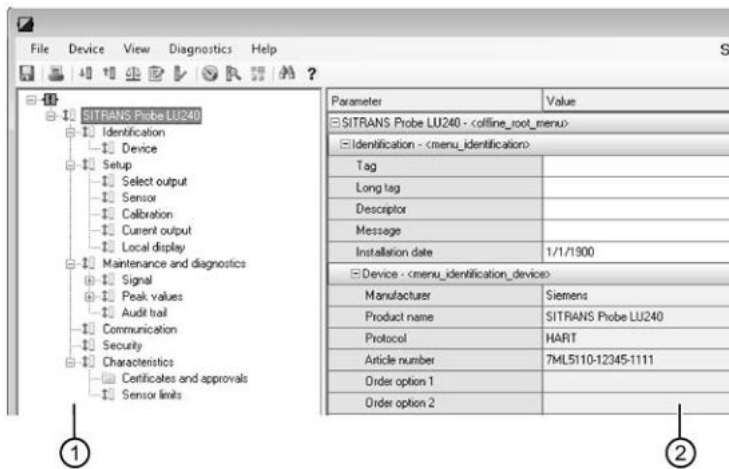 File Device View Diagnostics Help
S
?
SITRANS Probe LU240
Identification
Device
Setup
Select output
Sensor
Calibration
Current output
Local display
Maintenance and diagnostics
Signal
Peak values
Audit trail
Communication
Security
Characteristics
Certificates and approvals
Sensor limits
Parameter Value
SITRANS Probe LU240 - <offline_root_menu>
Identification - <menu_identification>
Tag
Long tag
Descriptor
Message
Installation date 1/1/1900
Device - <menu_identification_device>
Manufacturer Siemens
Product name SITRANS Probe LU240
Protocol HART
Article number 7ML5110-12345-1111
Order option 1
Order option 2
1
2